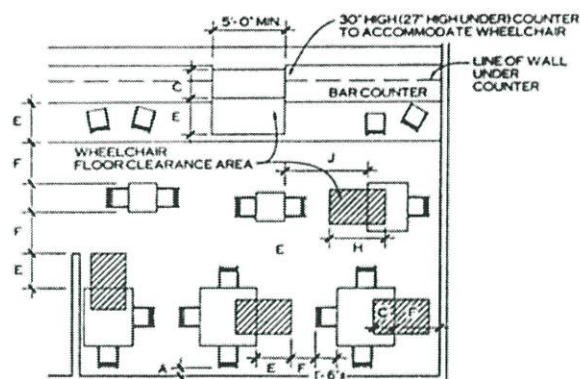 5'-0" MIN.
30" HIGH (27" HIGH UNDER) COUNTER
TO ACCOMMODATE WHEELCHAIR
LINE OF WALL
UNDER
COUNTER
C
BAR COUNTER
E
E
WHEELCHAIR
FLOOR CLEARANCE AREA
J
F
F
E
H
E
C
F
A
E
F